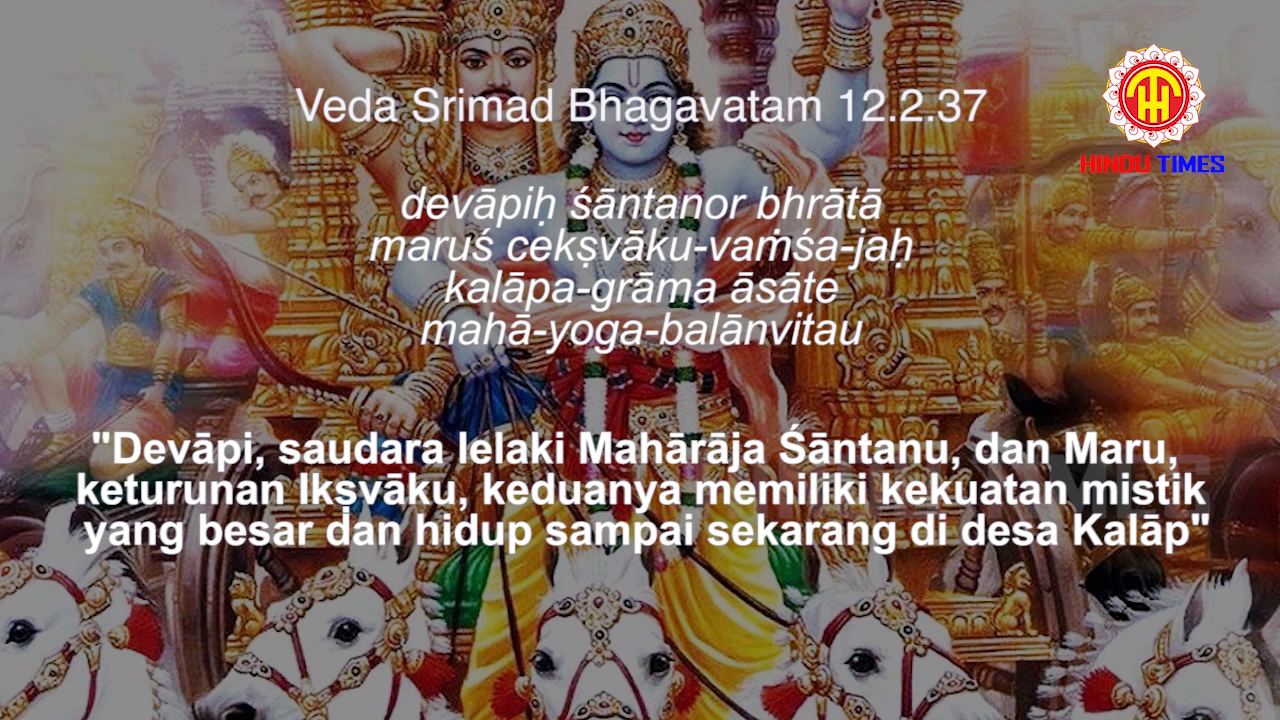 Veda Srimad Bhagavatam 12.2.37
HINDU TIMES
devāpiḥ śāntanor bhrātā
maruś cekṣvāku-vaṁśa-jaḥ
kalāpa-grāma āsāte
mahā-yoga-balānvitau
"Devāpi, saudara lelaki Mahārāja Śāntanu, dan Maru,
keturunan Ikṣvāku, keduanya memiliki kekuatan mistik
yang besar dan hidup sampai sekarang di desa Kalāp"